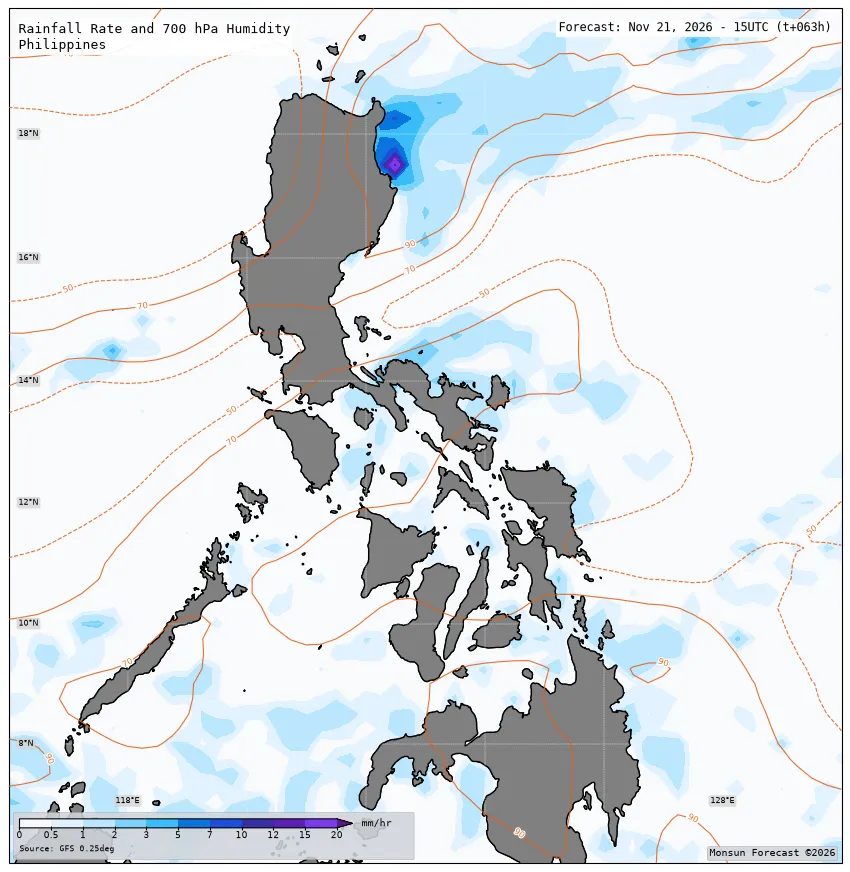 Rainfall Rate and 700 hPa Humidity
Philippines
Forecast: Nov 21, 2026 - 15UTC (t+063h)
18°N
16°N
90
70
50
50
70
14°N
50
70
12°N
50
10°N
70
90
8°N
90
118°E
128°E
90
90
0 0.5 1 2 3 5 7 10 12 15 20 mm/hr
Source: GFS 0.25deg
Monsun Forecast ©2026